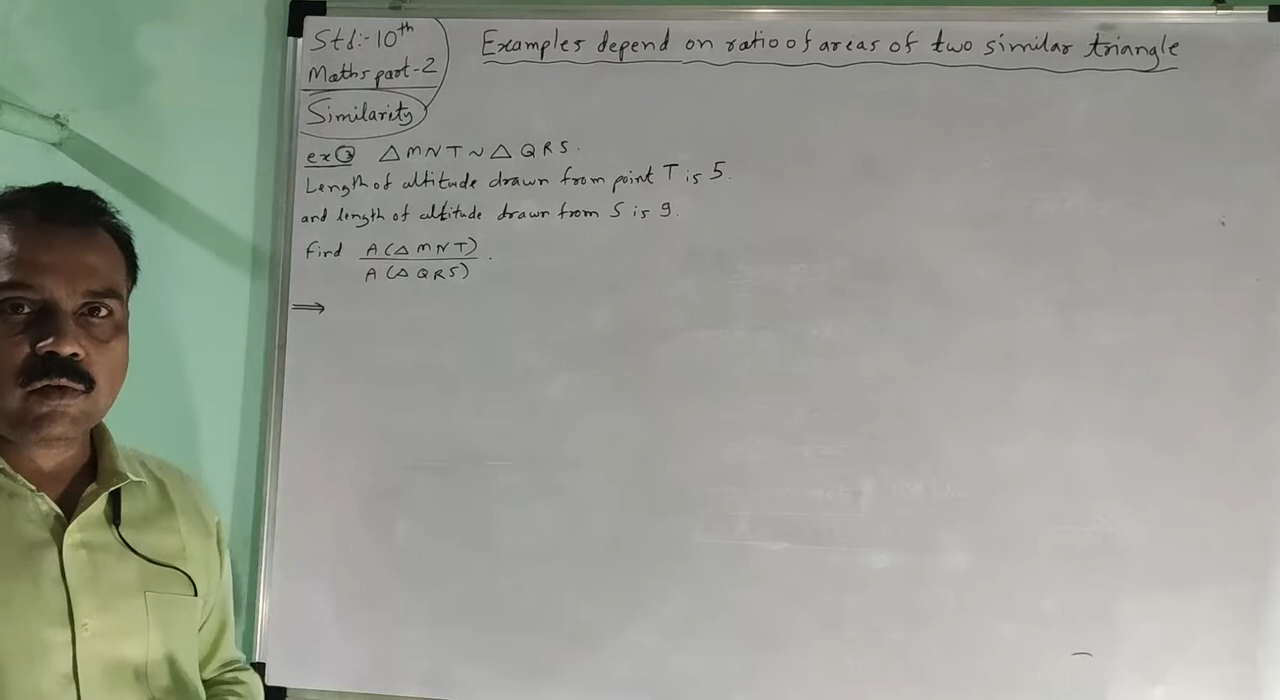 Std:- 10th
Maths part-2
Similarity
Examples depend on ratio of areas of two similar triangle
△MNT ~ △QRS.
Length of altitude drawn from point T is 5.
and length of altitude drawn from S is 9.
Find A(△MNT)
A(△QRS) .
⟹